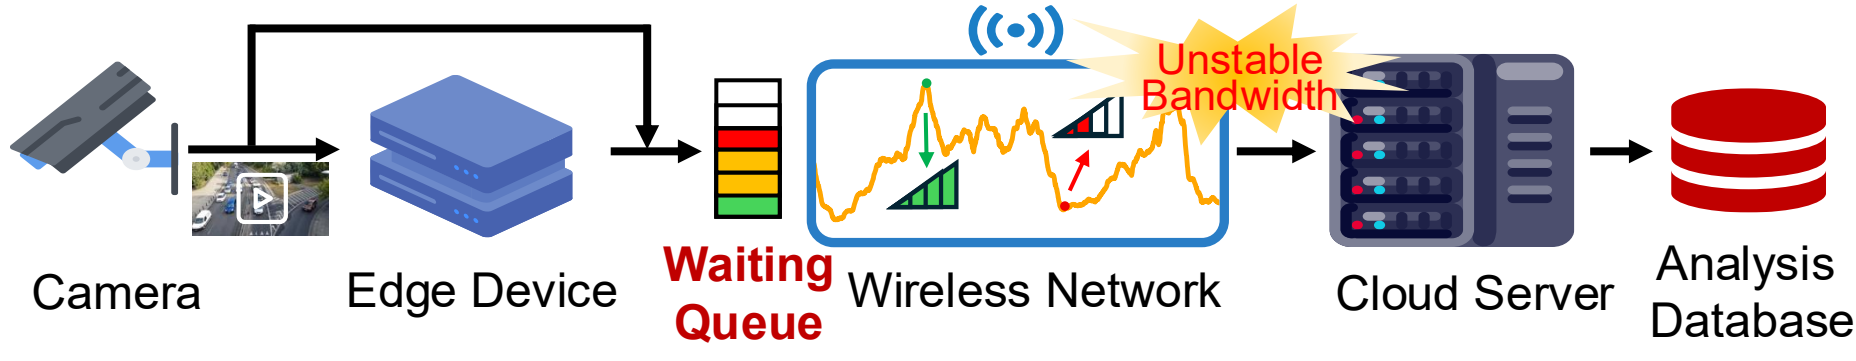 Unstable
Bandwidth
Camera
Edge Device
Waiting
Queue
Wireless Network
Cloud Server
Analysis
Database